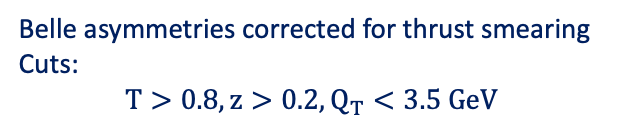 Belle asymmetries corrected for thrust smearing
Cuts:
T > 0.8, z > 0.2, Q_T < 3.5 GeV